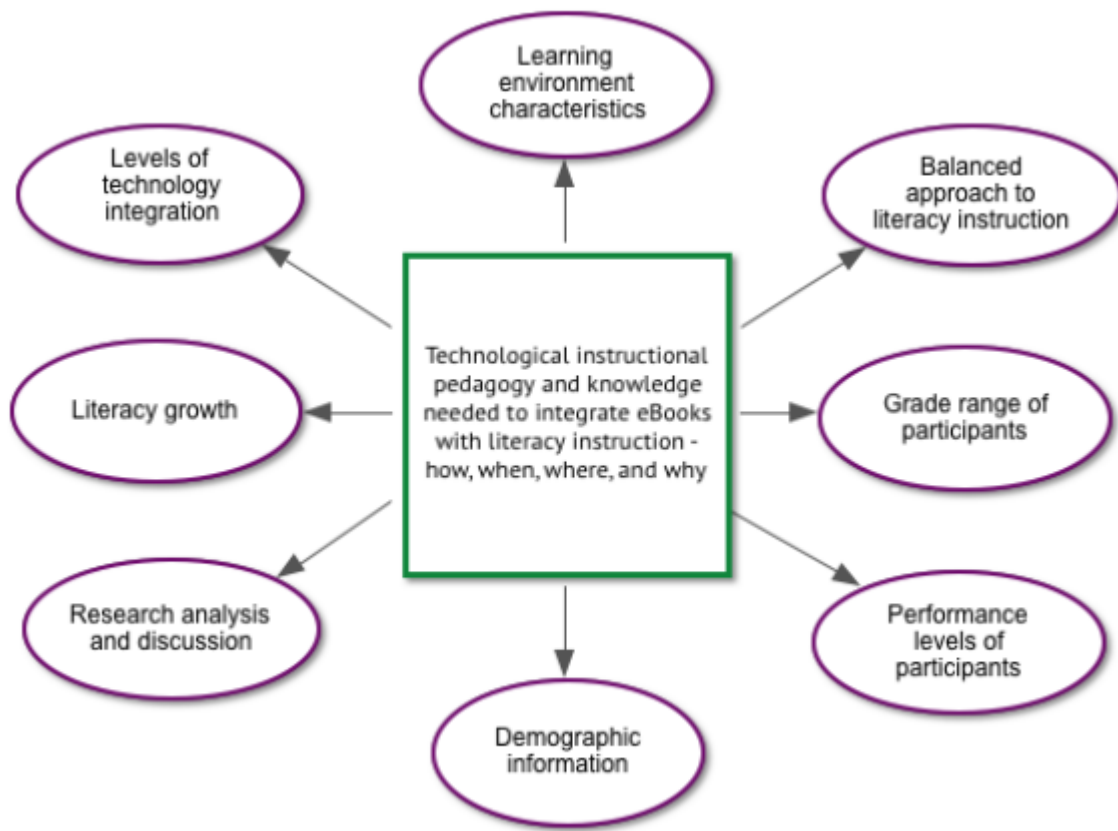 Learning
environment
characteristics
Levels of
technology
integration
Balanced
approach to
literacy instruction
Technological instructional
pedagogy and knowledge
needed to integrate eBooks
with literacy instruction -
how, when, where, and why
Literacy growth
Grade range of
participants
Research analysis
and discussion
Performance
levels of
participants
Demographic
information